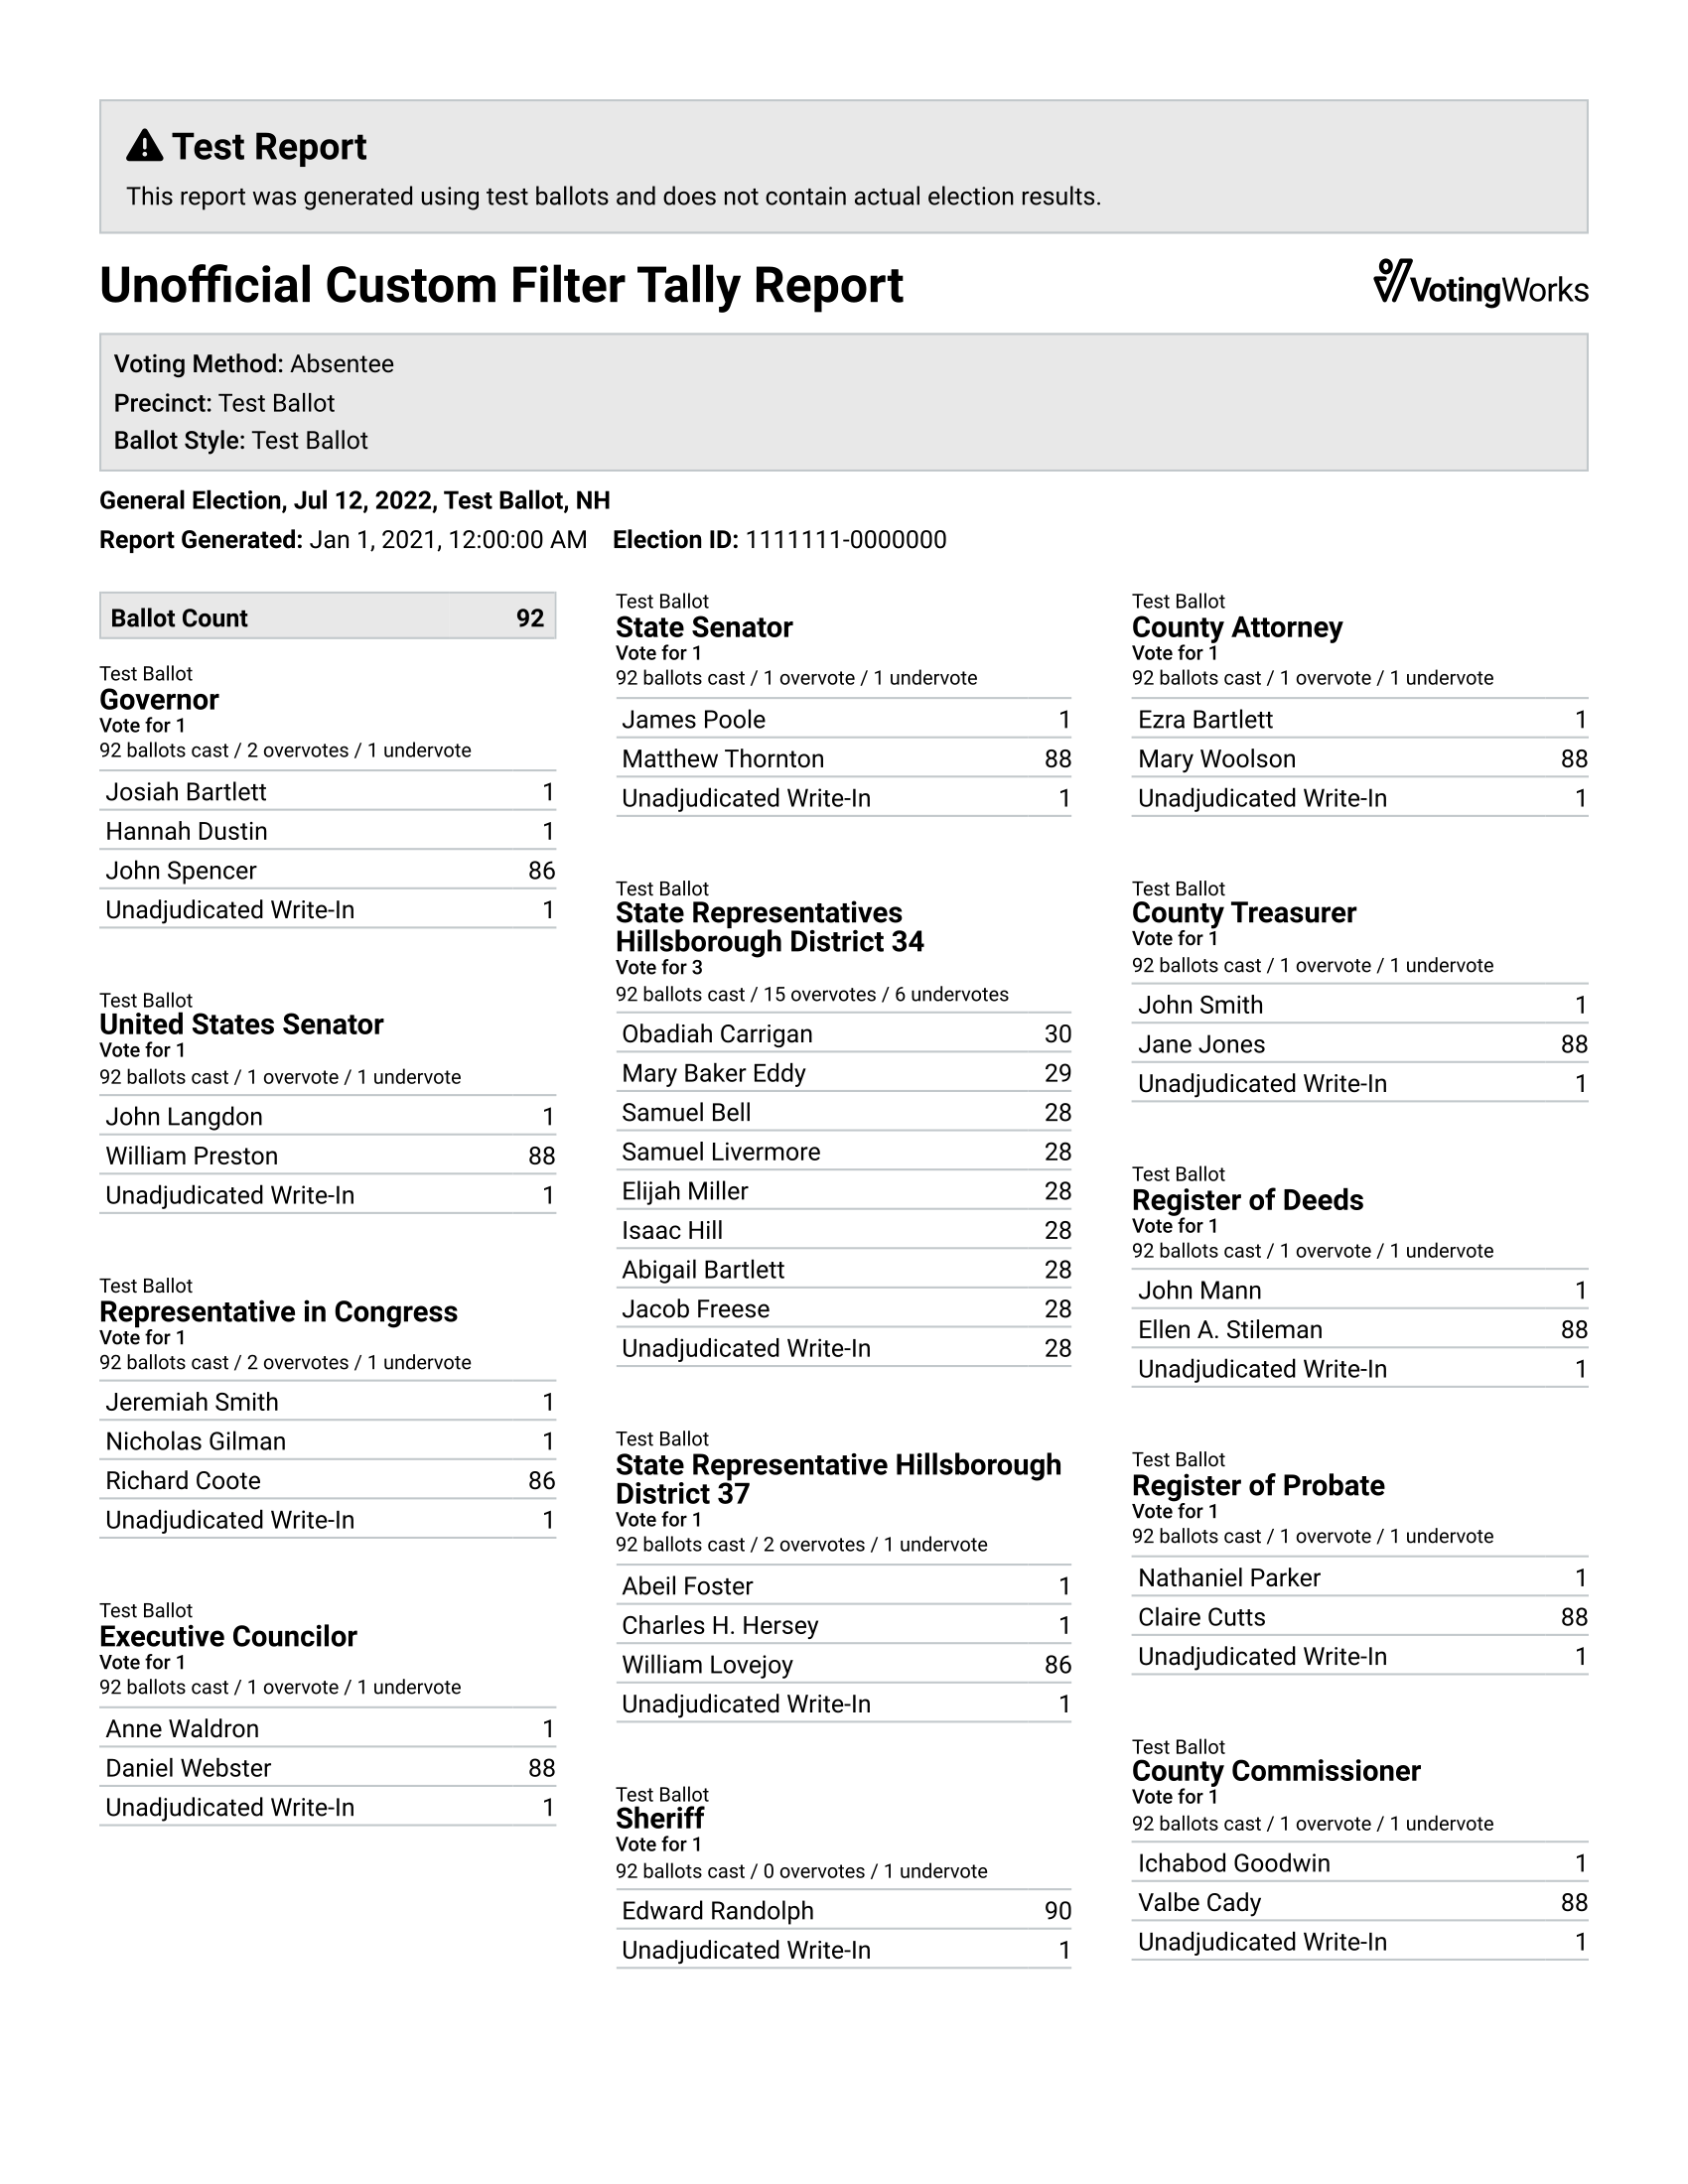 Test Report
This report was generated using test ballots and does not contain actual election results.
Unofficial Custom Filter Tally Report
VotingWorks
Voting Method: Absentee
Precinct: Test Ballot
Ballot Style: Test Ballot
General Election, Jul 12, 2022, Test Ballot, NH
Report Generated: Jan 1, 2021, 12:00:00 AM Election ID: 1111111-0000000
Ballot Count 92
Test Ballot
Governor
Vote for 1
92 ballots cast / 2 overvotes / 1 undervote
Josiah Bartlett 1
Hannah Dustin 1
John Spencer 86
Unadjudicated Write-In 1
Test Ballot
United States Senator
Vote for 1
92 ballots cast / 1 overvote / 1 undervote
John Langdon 1
William Preston 88
Unadjudicated Write-In 1
Test Ballot
Representative in Congress
Vote for 1
92 ballots cast / 2 overvotes / 1 undervote
Jeremiah Smith 1
Nicholas Gilman 1
Richard Coote 86
Unadjudicated Write-In 1
Test Ballot
Executive Councilor
Vote for 1
92 ballots cast / 1 overvote / 1 undervote
Anne Waldron 1
Daniel Webster 88
Unadjudicated Write-In 1
Test Ballot
State Senator
Vote for 1
92 ballots cast / 1 overvote / 1 undervote
James Poole 1
Matthew Thornton 88
Unadjudicated Write-In 1
Test Ballot
State Representatives
Hillsborough District 34
Vote for 3
92 ballots cast / 15 overvotes / 6 undervotes
Obadiah Carrigan 30
Mary Baker Eddy 29
Samuel Bell 28
Samuel Livermore 28
Elijah Miller 28
Isaac Hill 28
Abigail Bartlett 28
Jacob Freese 28
Unadjudicated Write-In 28
Test Ballot
State Representative Hillsborough
District 37
Vote for 1
92 ballots cast / 2 overvotes / 1 undervote
Abeil Foster 1
Charles H. Hersey 1
William Lovejoy 86
Unadjudicated Write-In 1
Test Ballot
Sheriff
Vote for 1
92 ballots cast / 0 overvotes / 1 undervote
Edward Randolph 90
Unadjudicated Write-In 1
Test Ballot
County Attorney
Vote for 1
92 ballots cast / 1 overvote / 1 undervote
Ezra Bartlett 1
Mary Woolson 88
Unadjudicated Write-In 1
Test Ballot
County Treasurer
Vote for 1
92 ballots cast / 1 overvote / 1 undervote
John Smith 1
Jane Jones 88
Unadjudicated Write-In 1
Test Ballot
Register of Deeds
Vote for 1
92 ballots cast / 1 overvote / 1 undervote
John Mann 1
Ellen A. Stileman 88
Unadjudicated Write-In 1
Test Ballot
Register of Probate
Vote for 1
92 ballots cast / 1 overvote / 1 undervote
Nathaniel Parker 1
Claire Cutts 88
Unadjudicated Write-In 1
Test Ballot
County Commissioner
Vote for 1
92 ballots cast / 1 overvote / 1 undervote
Ichabod Goodwin 1
Valbe Cady 88
Unadjudicated Write-In 1